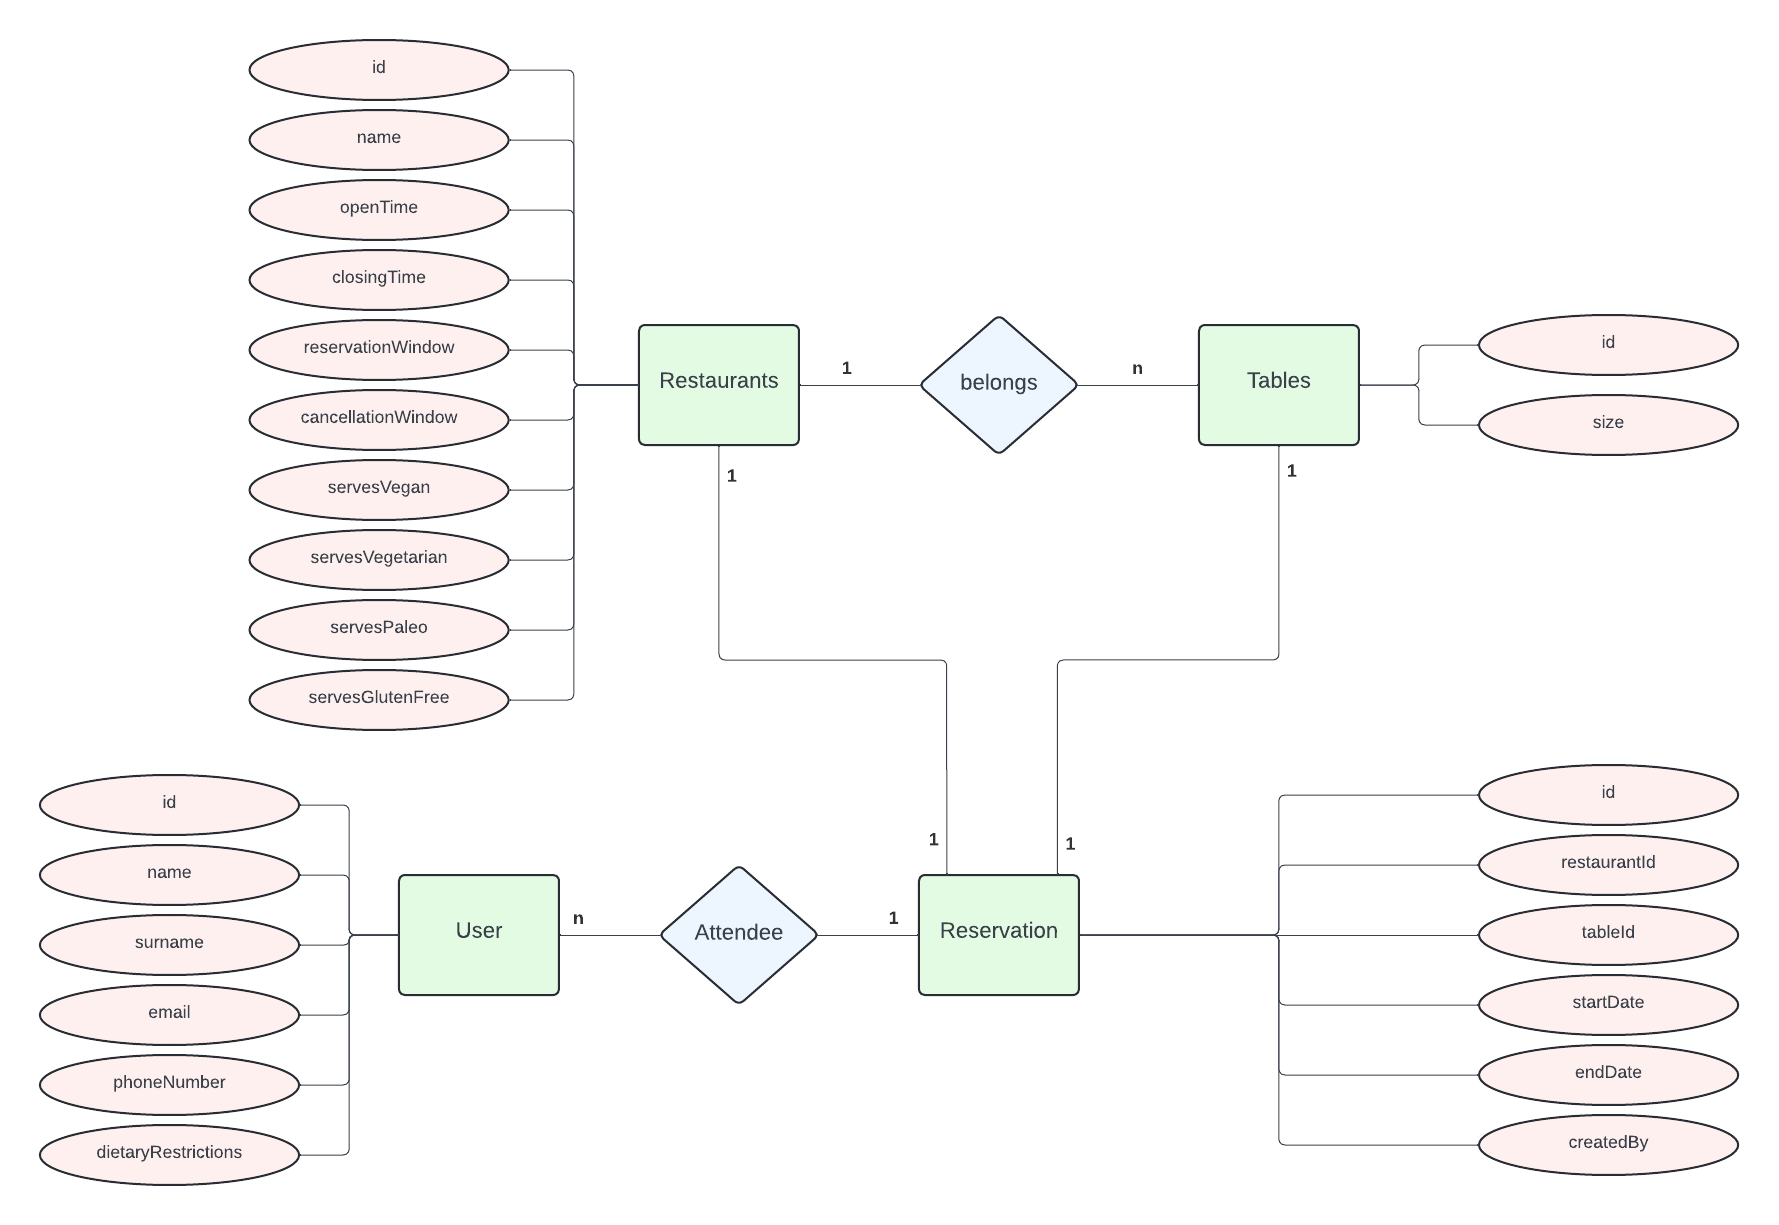 id
name
openTime
closingTime
reservationWindow
cancellationWindow
servesVegan
servesVegetarian
servesPaleo
servesGlutenFree
Restaurants
1
belongs
n
Tables
id
size
1
1
1
1
id
name
surname
email
phoneNumber
dietaryRestrictions
User
n
Attendee
1
Reservation
id
restaurantId
tableId
startDate
endDate
createdBy